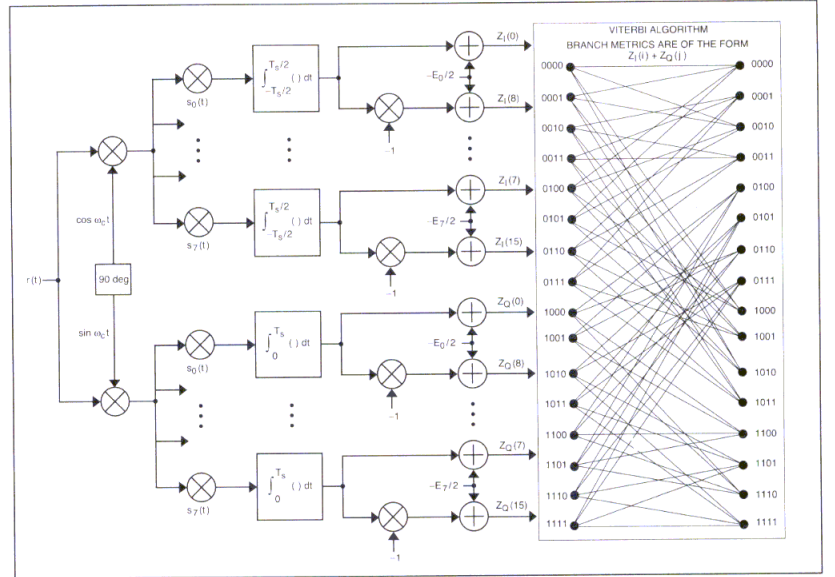 VITERBI ALGORITHM
BRANCH METRICS ARE OF THE FORM
Z_I(i) + Z_Q(j)
∫_{-T_s/2}^{T_s/2} ( ) dt
s_0(t)
-1
Z_I(0)
-E_0/2
Z_I(8)
∫_{-T_s/2}^{T_s/2} ( ) dt
s_7(t)
-1
Z_I(7)
-E_7/2
Z_I(15)
cos ω_c t
r(t)
90 deg
sin ω_c t
∫_0^{T_s} ( ) dt
s_0(t)
-1
Z_Q(0)
-E_0/2
Z_Q(8)
∫_0^{T_s} ( ) dt
s_7(t)
-1
Z_Q(7)
-E_7/2
Z_Q(15)
0000 0000
0001 0001
0010 0010
0011 0011
0100 0100
0101 0101
0110 0110
0111 0111
1000 1000
1001 1001
1010 1010
1011 1011
1100 1100
1101 1101
1110 1110
1111 1111